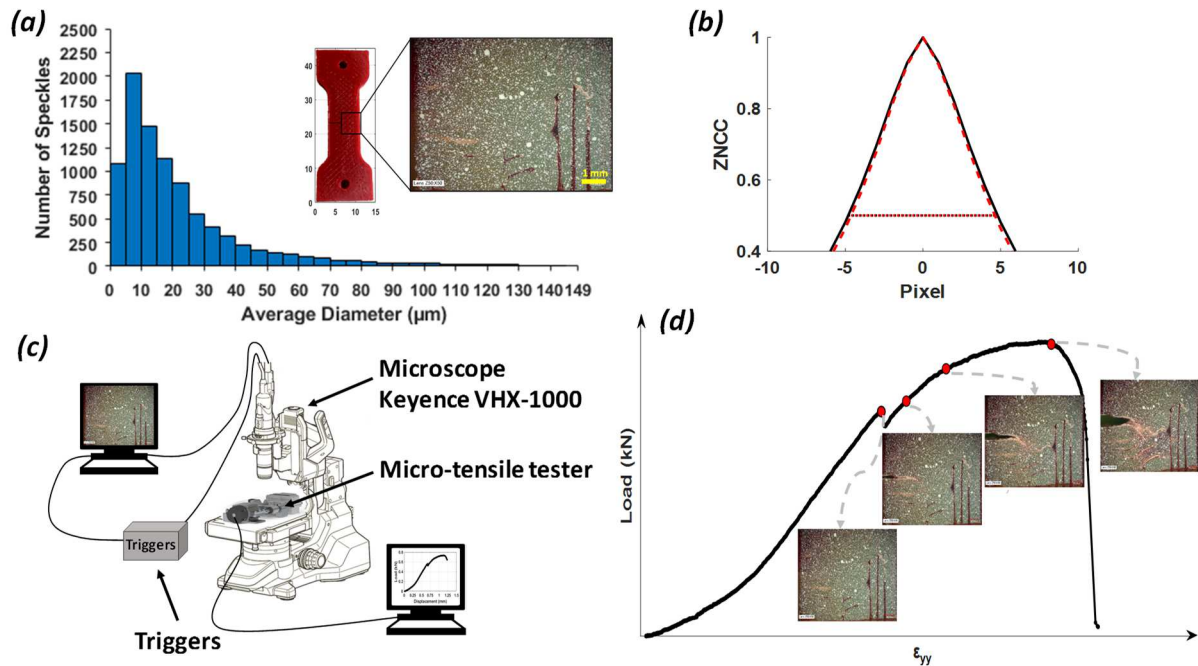 (a)
2500
2250
2000
1750
1500
1250
1000
750
500
250
0
Number of Speckles
0 10 20 30 40 50 60 70 80 90 100 110 120 130 140 149
Average Diameter (µm)
40
30
20
10
0
0 5 10 15
1 mm
(b)
1
0.8
0.6
0.4
ZNCC
-10 -5 0 5 10
Pixel
(c)
Microscope
Keyence VHX-1000
Micro-tensile tester
Triggers
Triggers
Displacement (mm)
(d)
Load (kN)
εyy